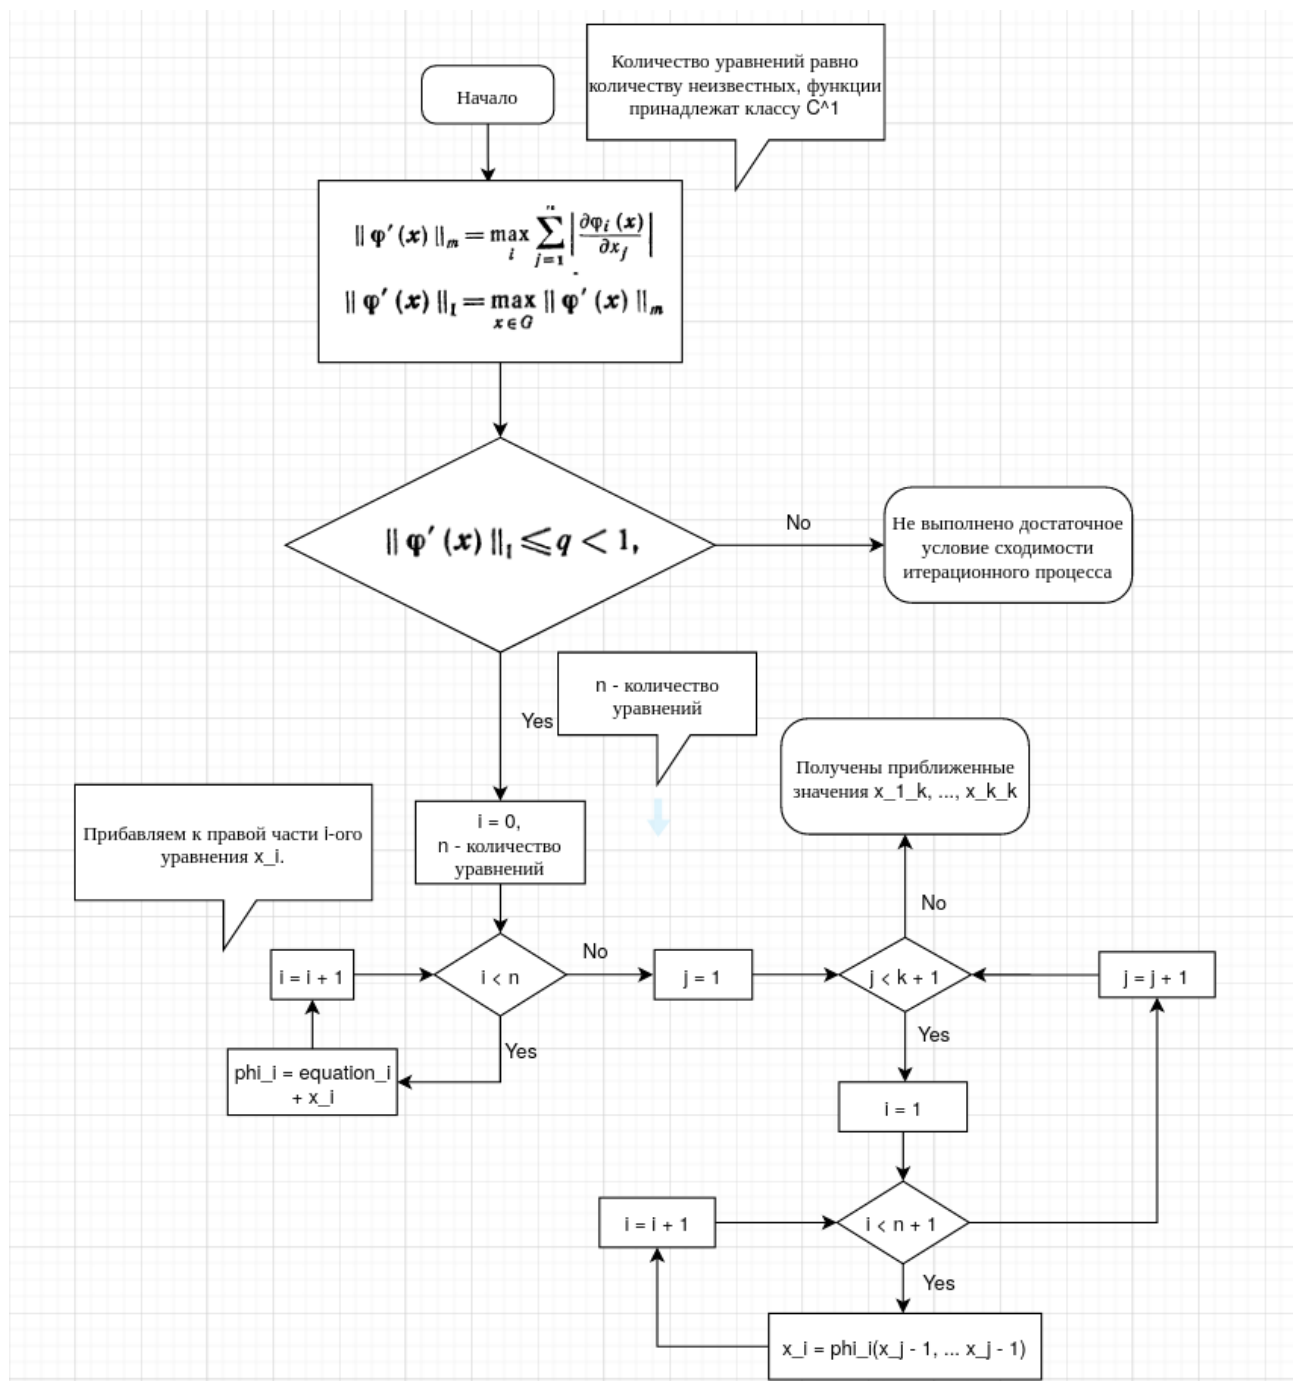 Количество уравнений равно
количеству неизвестных, функции
принадлежат классу C^1
Начало
‖ φ′ (x) ‖ₘ = max_i ∑_{j=1}^{n} | ∂φ_i (x) / ∂x_j |
‖ φ′ (x) ‖_I = max_{x∈G} ‖ φ′ (x) ‖ₘ
‖ φ′ (x) ‖_I ⩽ q < 1,
No
Не выполнено достаточное
условие сходимости
итерационного процесса
Yes
n - количество
уравнений
Получены приближенные
значения x_1_k, ..., x_k_k
Прибавляем к правой части i-ого
уравнения x_i.
i = 0,
n - количество
уравнений
No
No
i = i + 1
i < n
j = 1
j < k + 1
j = j + 1
Yes
Yes
phi_i = equation_i
+ x_i
i = 1
i = i + 1
i < n + 1
Yes
x_i = phi_i(x_j - 1, ... x_j - 1)